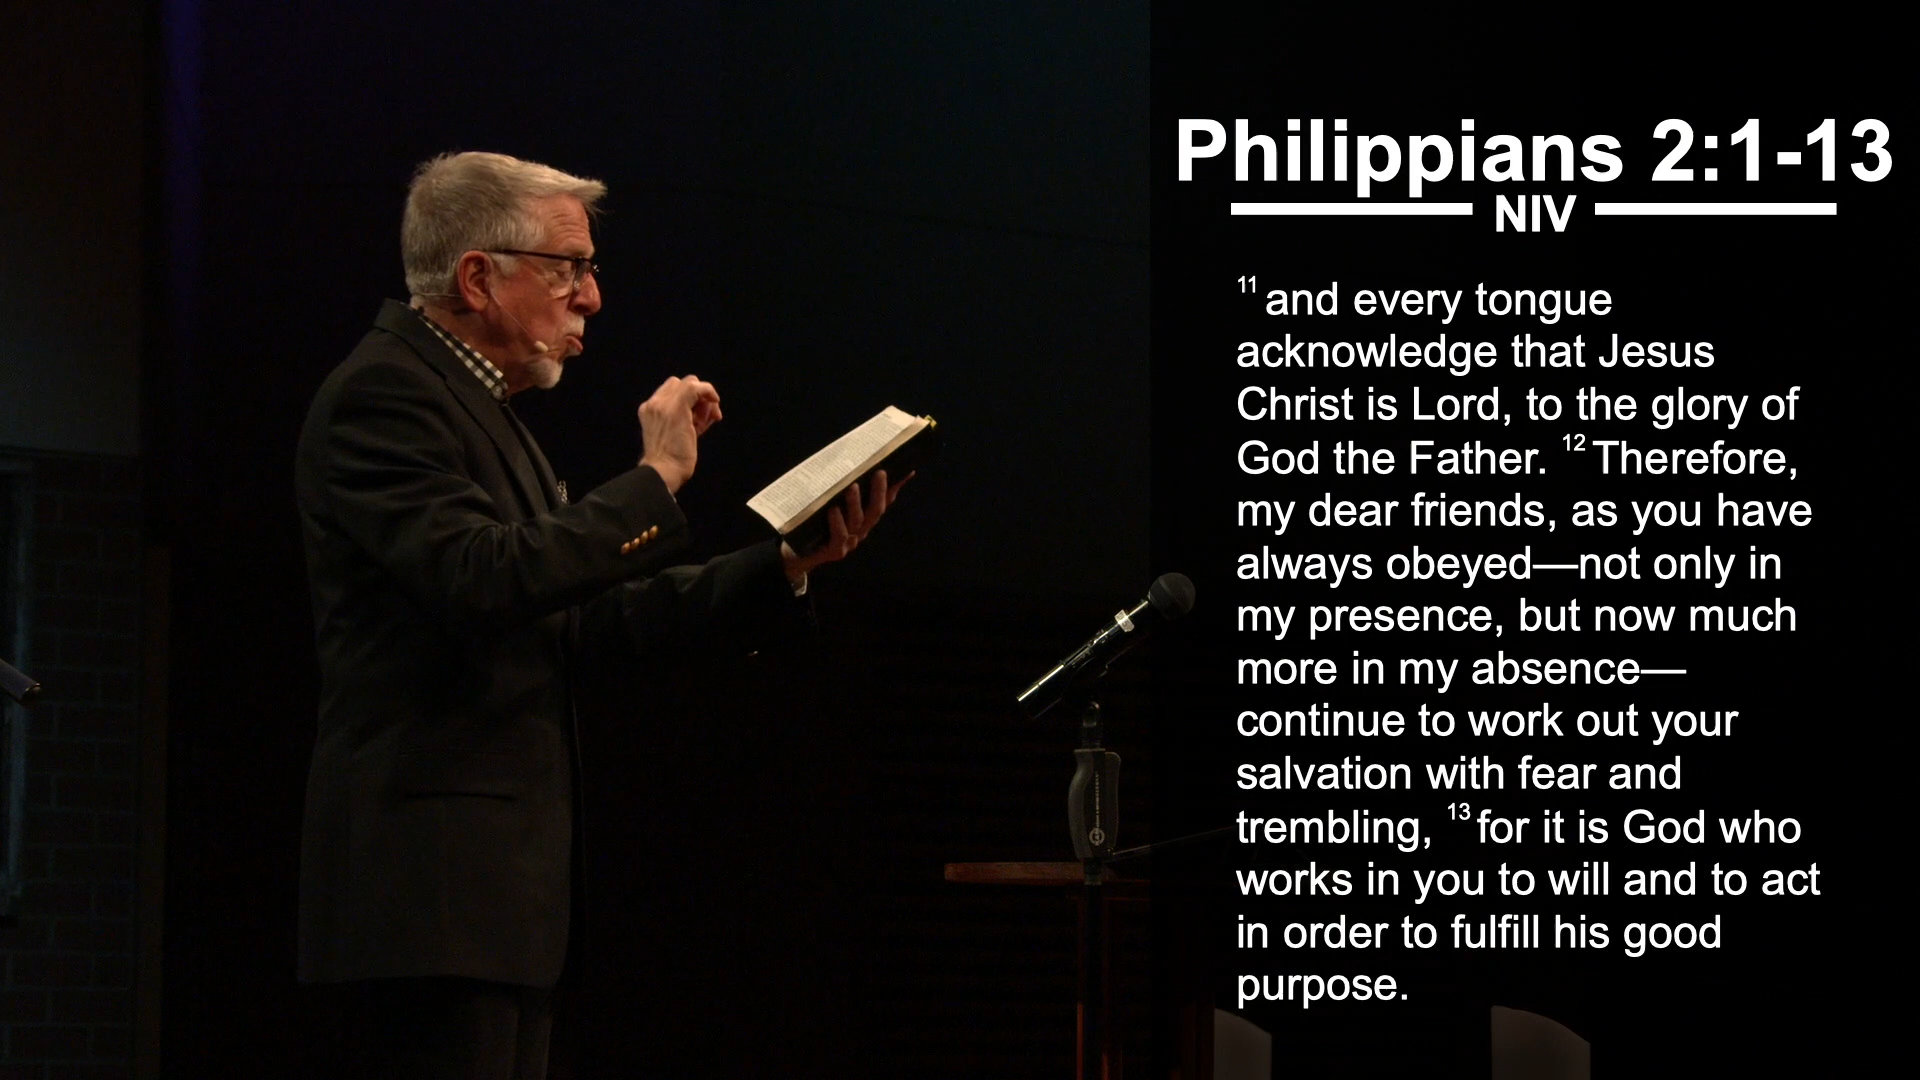 Philippians 2:1-13
NIV
11 and every tongue
acknowledge that Jesus
Christ is Lord, to the glory of
God the Father. 12 Therefore,
my dear friends, as you have
always obeyed—not only in
my presence, but now much
more in my absence—
continue to work out your
salvation with fear and
trembling, 13 for it is God who
works in you to will and to act
in order to fulfill his good
purpose.